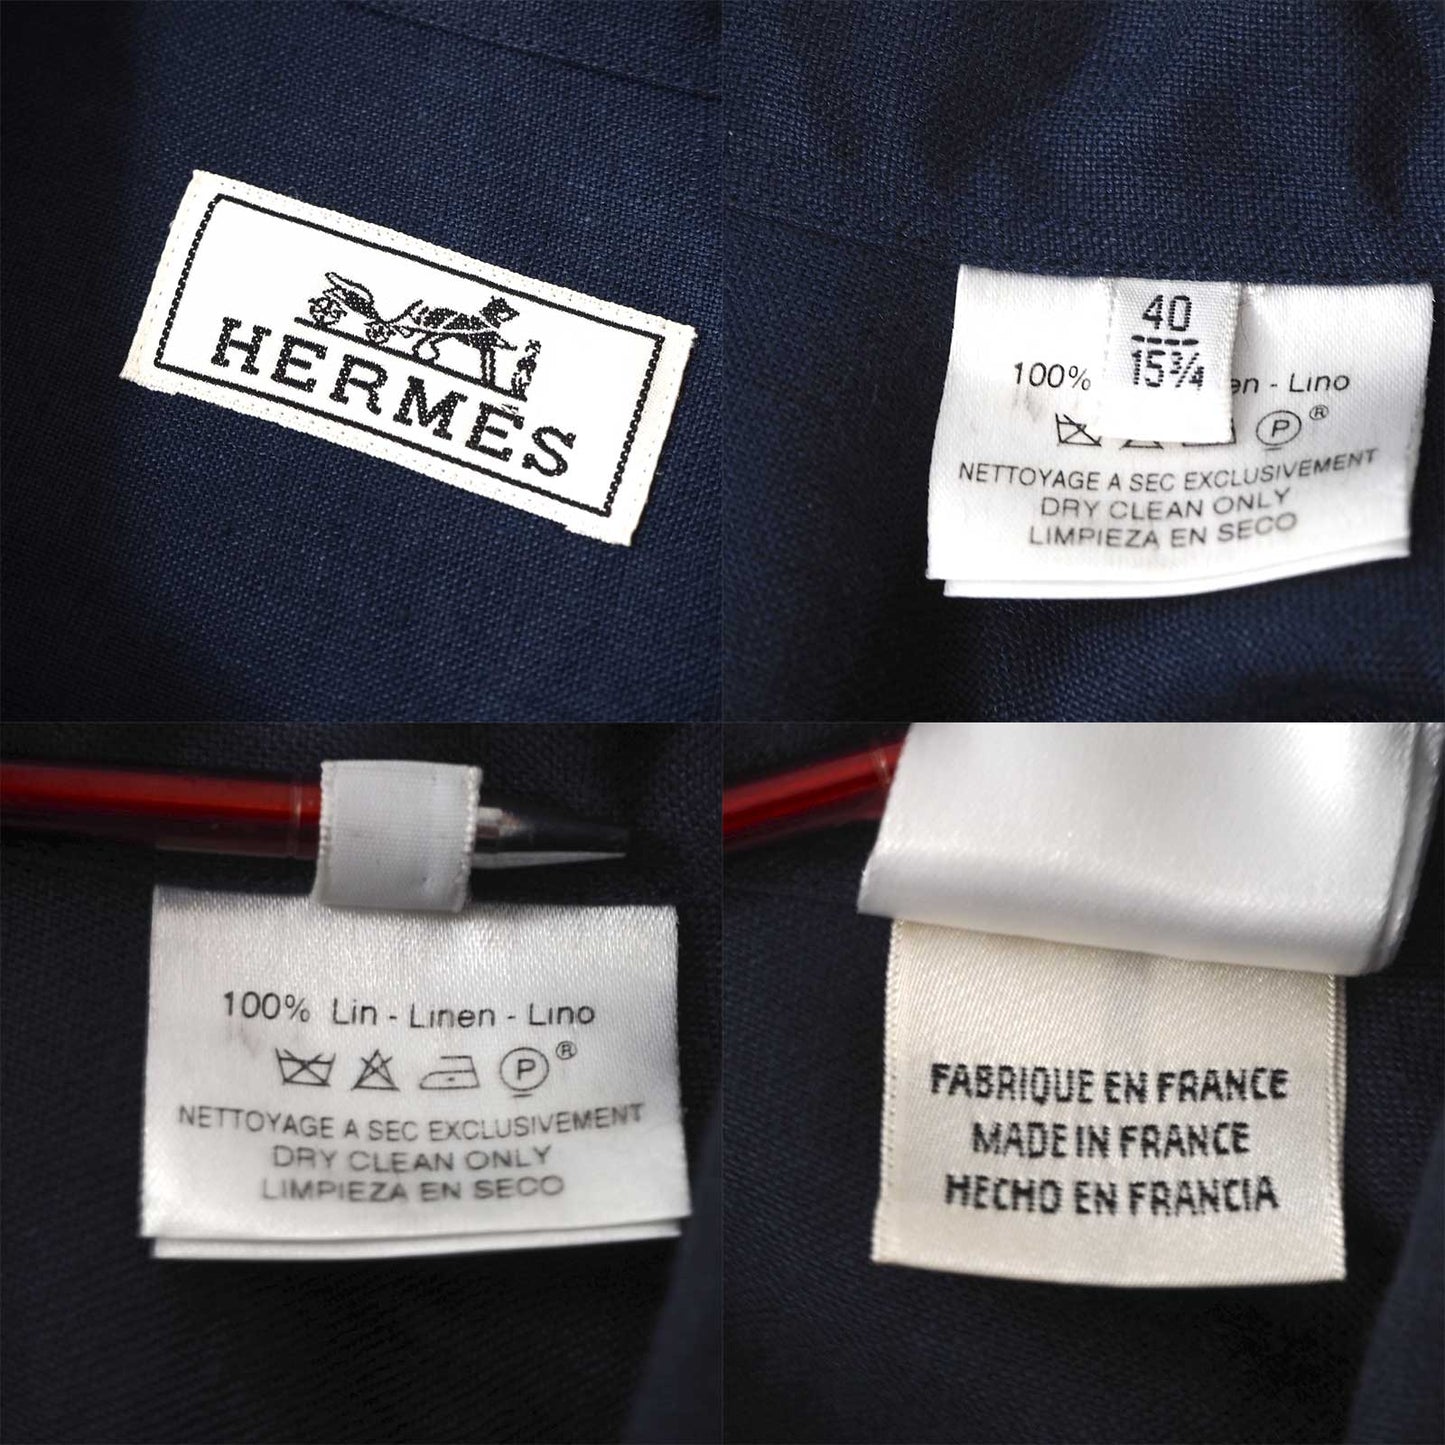 HERMÈS
40
15¾
100% en - Lino
P ®
NETTOYAGE A SEC EXCLUSIVEMENT
DRY CLEAN ONLY
LIMPIEZA EN SECO
100% Lin - Linen - Lino
P ®
NETTOYAGE A SEC EXCLUSIVEMENT
DRY CLEAN ONLY
LIMPIEZA EN SECO
FABRIQUE EN FRANCE
MADE IN FRANCE
HECHO EN FRANCIA